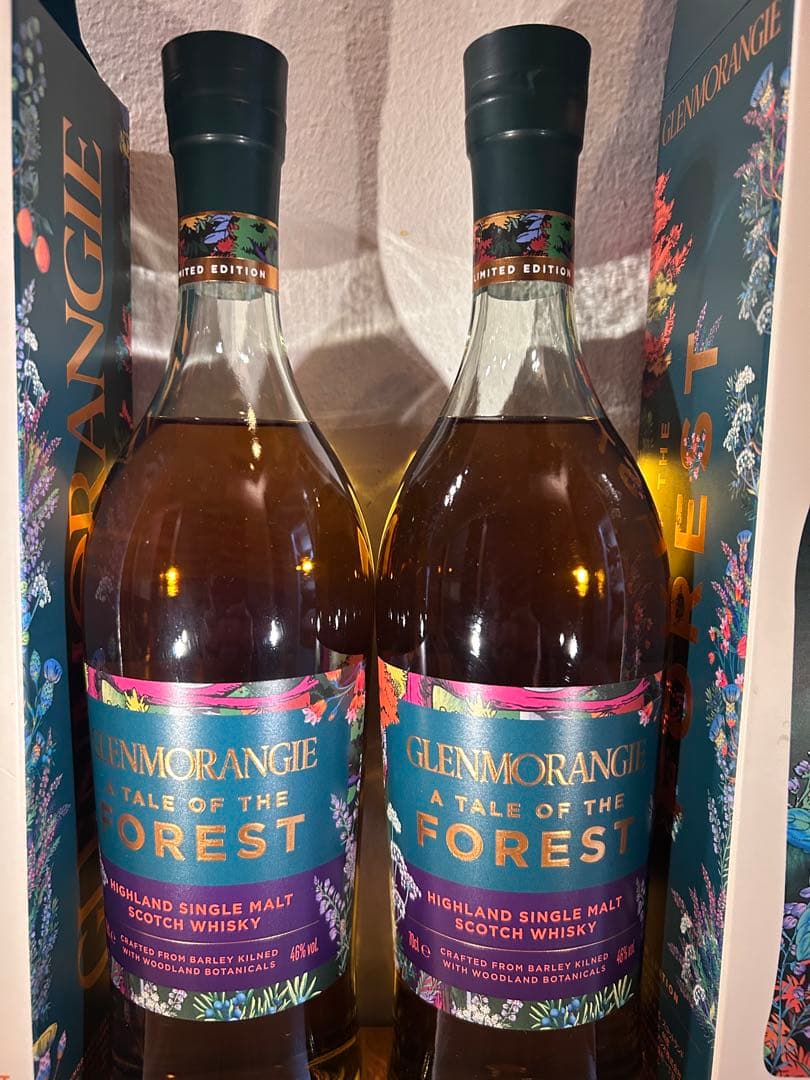 GLENMORANGIE
LIMITED EDITION
GLENMORANGIE
A TALE OF THE
FOREST
HIGHLAND SINGLE MALT
SCOTCH WHISKY
CRAFTED FROM BARLEY KILNED
WITH WOODLAND BOTANICALS
46% vol.
LIMITED EDITION
GLENMORANGIE
A TALE OF THE
FOREST
HIGHLAND SINGLE MALT
SCOTCH WHISKY
70cl ℮
CRAFTED FROM BARLEY KILNED
WITH WOODLAND BOTANICALS
46% vol.
GLENMORANGIE
THE
FOREST